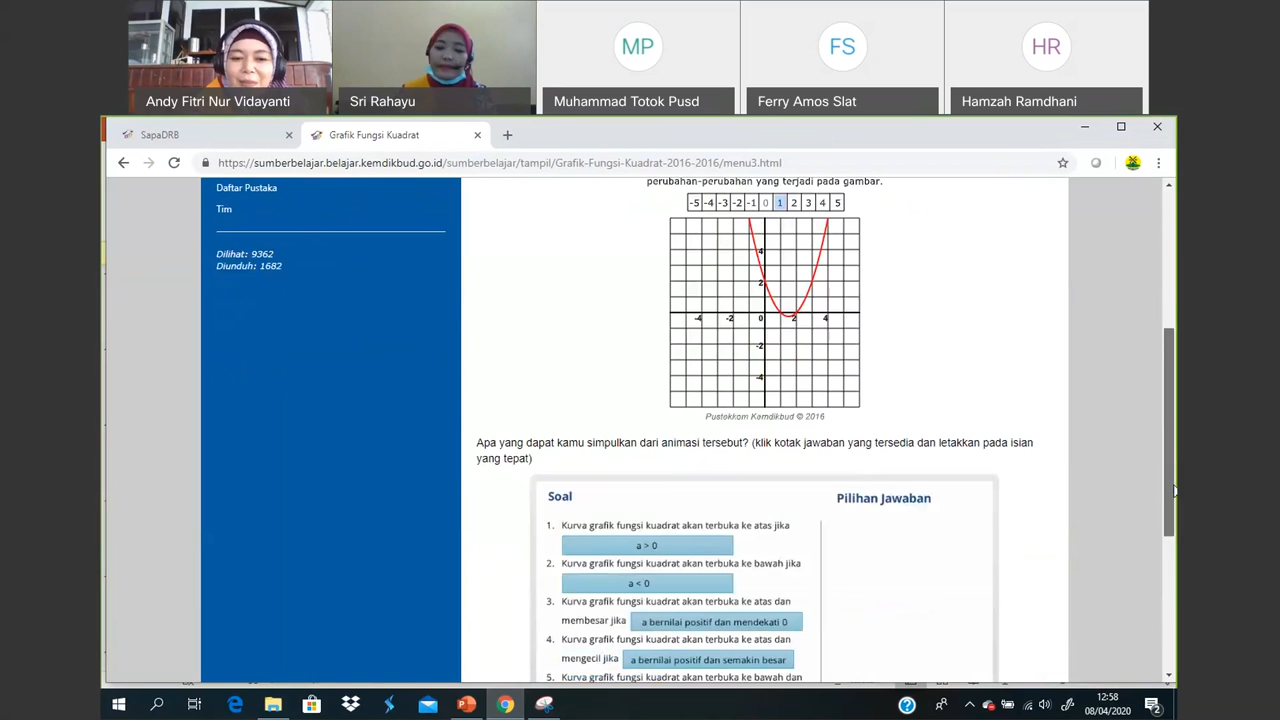 MP
FS
HR
Andy Fitri Nur Vidayanti
Sri Rahayu
Muhammad Totok Pusd
Ferry Amos Slat
Hamzah Ramdhani
SapaDRB
Grafik Fungsi Kuadrat
https://sumberbelajar.belajar.kemdikbud.go.id/sumberbelajar/tampil/Grafik-Fungsi-Kuadrat-2016-2016/menu3.html
Daftar Pustaka
Tim
Dilihat: 9362
Diunduh: 1682
perubahan-perubahan yang terjadi pada gambar.
-5 -4 -3 -2 -1 0 1 2 3 4 5
4
2
-4 -2 0 2 4
-2
-4
Pustekkom Kemdikbud © 2016
Apa yang dapat kamu simpulkan dari animasi tersebut? (klik kotak jawaban yang tersedia dan letakkan pada isian
yang tepat)
Soal
Pilihan Jawaban
1. Kurva grafik fungsi kuadrat akan terbuka ke atas jika
a > 0
2. Kurva grafik fungsi kuadrat akan terbuka ke bawah jika
a < 0
3. Kurva grafik fungsi kuadrat akan terbuka ke atas dan
membesar jika a bernilai positif dan mendekati 0
4. Kurva grafik fungsi kuadrat akan terbuka ke atas dan
mengecil jika a bernilai positif dan semakin besar
5. Kurva grafik fungsi kuadrat akan terbuka ke bawah dan
12:58
08/04/2020
2